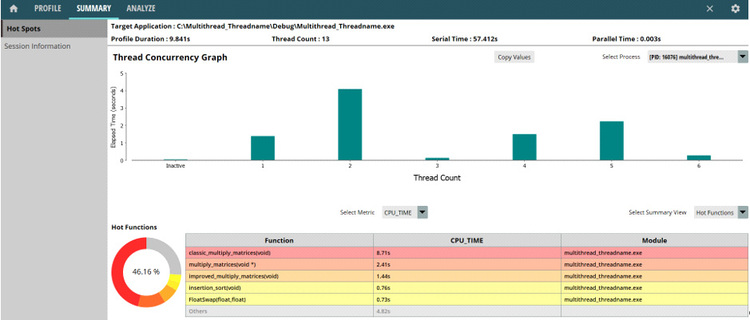 PROFILE SUMMARY ANALYZE
Hot Spots
Session Information
Target Application : C:\Multithread_Threadname\Debug\Multithread_Threadname.exe
Profile Duration : 9.841s Thread Count : 13 Serial Time : 57.412s Parallel Time : 0.003s
Thread Concurrency Graph
Copy Values
Select Process
[PID: 16076] multithread_thre...
Elapsed Time (seconds)
5
4
3
2
1
0
Inactive 1 2 3 4 5 6
Thread Count
Select Metric CPU_TIME
Select Summary View Hot Functions
Hot Functions
46.16 %
Function CPU_TIME Module
classic_multiply_matrices(void) 8.71s multithread_threadname.exe
multiply_matrices(void *) 2.41s multithread_threadname.exe
improved_multiply_matrices(void) 1.44s multithread_threadname.exe
insertion_sort(void) 0.76s multithread_threadname.exe
FloatSwap(float,float) 0.73s multithread_threadname.exe
Others 4.82s